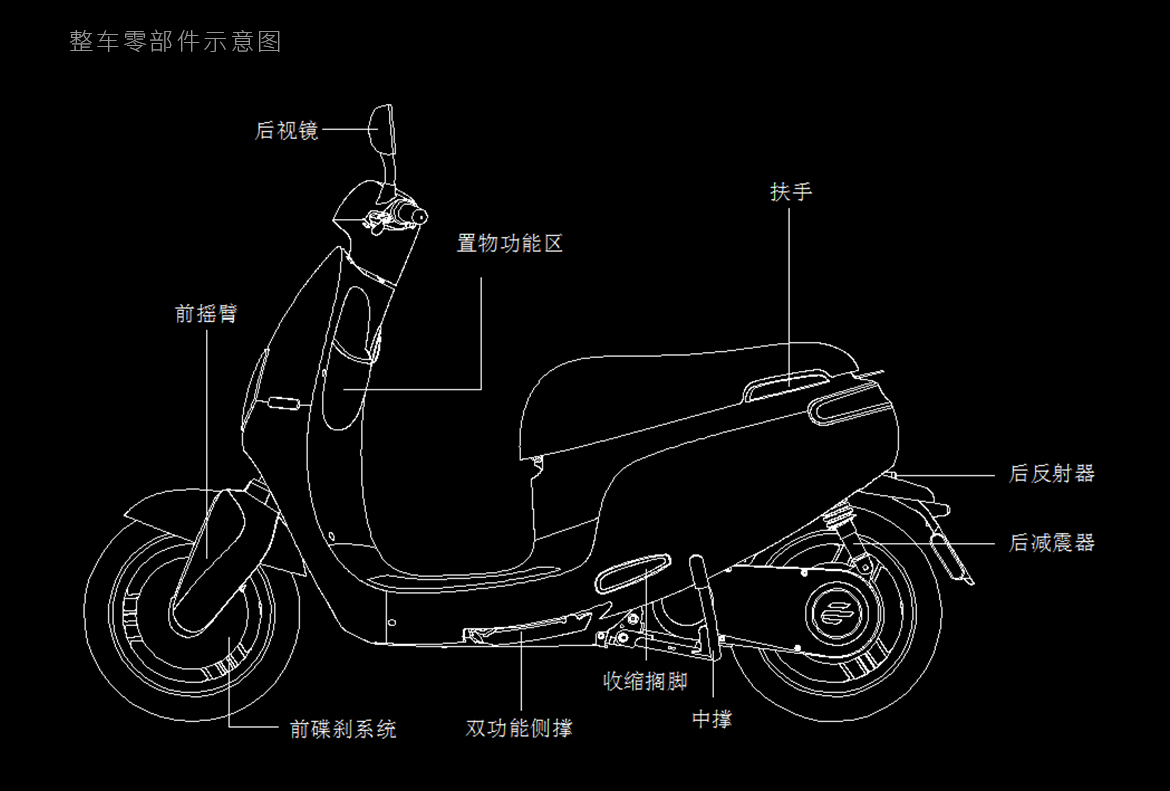 整车零部件示意图
后视镜
扶手
置物功能区
前摇臂
后反射器
后减震器
收缩搁脚
中撑
双功能侧撑
前碟刹系统